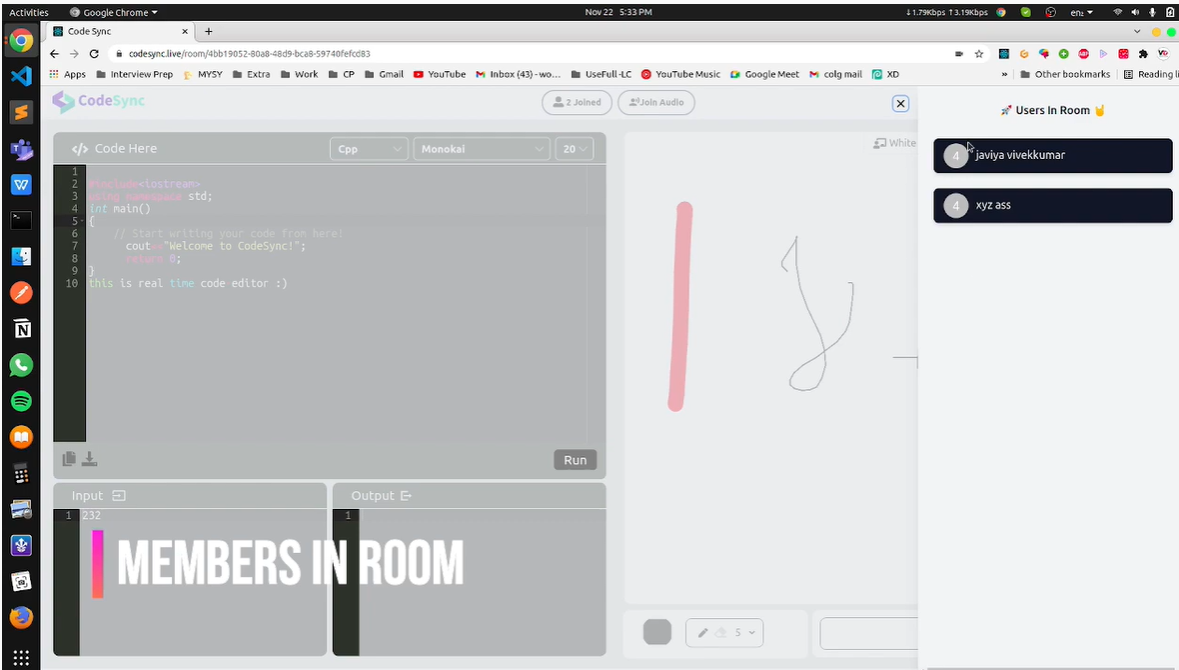 Activities
Google Chrome
Nov 22 5:33 PM
↓1.79Kbps ↑3.19Kbps
en₂
Code Sync
codesync.live/room/4bb19052-80a8-48d9-bca8-59740fefcd83
Apps
Interview Prep
MYSY
Extra
Work
CP
Gmail
YouTube
Inbox (43) - wo...
UseFull-LC
YouTube Music
Google Meet
colg mail
XD
»
Other bookmarks
Reading li
CodeSync
2 Joined
Join Audio
Users In Room
4 javiya vivekkumar
4 xyz ass
</> Code Here
Cpp
Monokai
20
White
1
2 #include<iostream>
3 using namespace std;
4 int main()
5 {
6 // Start writing your code from here!
7 cout<<"Welcome to CodeSync!";
8 return 0;
9 }
10 this is real time code editor :)
Run
Input
Output
1 232
1
MEMBERS IN ROOM
5